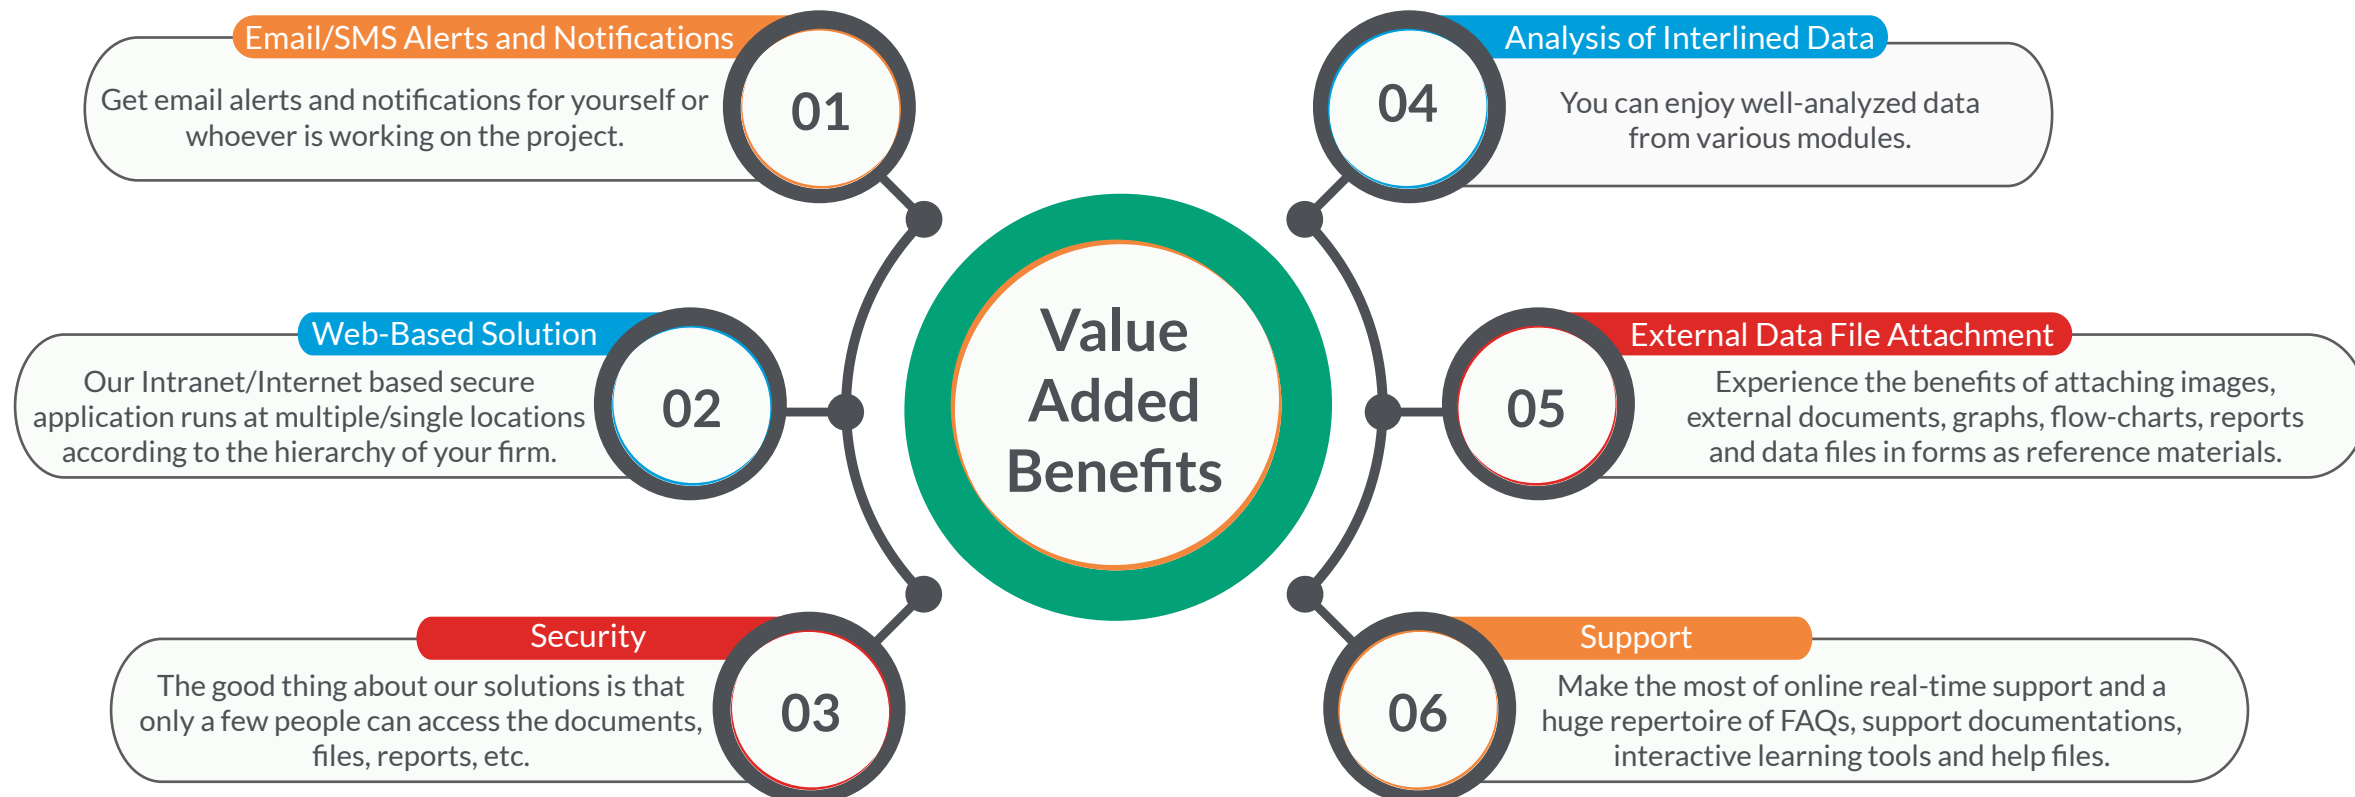 Email/SMS Alerts and Notifications
Get email alerts and notifications for yourself or
whoever is working on the project.
01
Web-Based Solution
Our Intranet/Internet based secure
application runs at multiple/single locations
according to the hierarchy of your firm.
02
Security
The good thing about our solutions is that
only a few people can access the documents,
files, reports, etc.
03
Value
Added
Benefits
Analysis of Interlined Data
04
You can enjoy well-analyzed data
from various modules.
External Data File Attachment
05
Experience the benefits of attaching images,
external documents, graphs, flow-charts, reports
and data files in forms as reference materials.
Support
06
Make the most of online real-time support and a
huge repertoire of FAQs, support documentations,
interactive learning tools and help files.